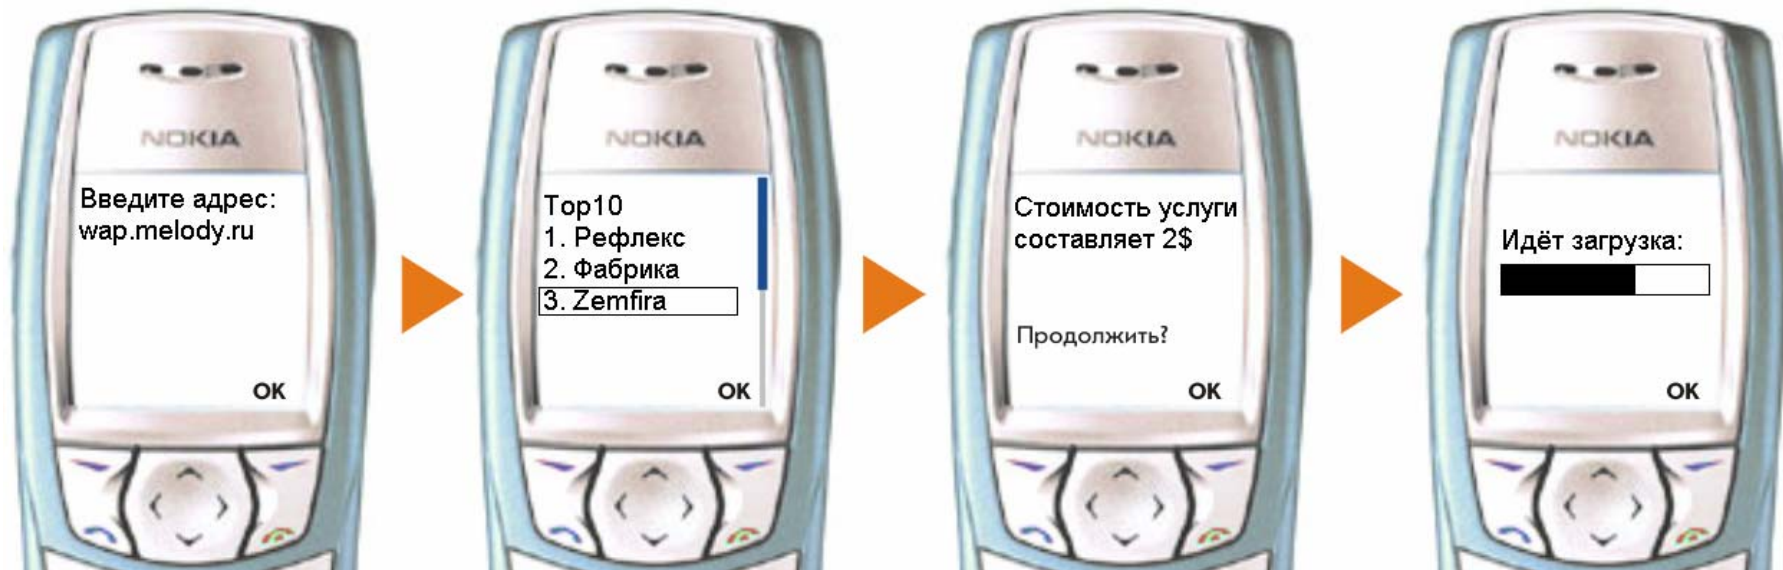 NOKIA
Введите адрес:
wap.melody.ru
OK
NOKIA
Top10
1. Рефлекс
2. Фабрика
3. Zemfira
OK
NOKIA
Стоимость услуги
составляет 2$
Продолжить?
OK
NOKIA
Идёт загрузка:
OK